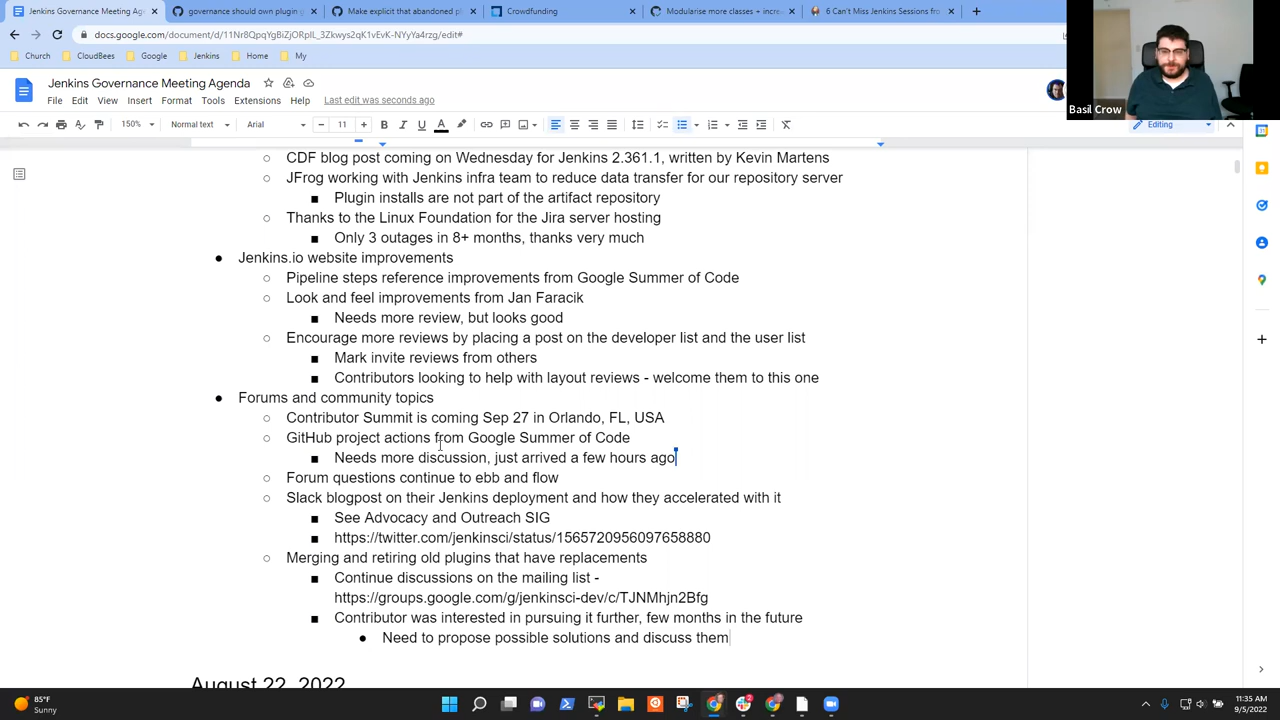 Jenkins Governance Meeting Age
governance should own plugin g
Make explicit that abandoned pl
Crowdfunding
Modularise more classes + incre
6 Can't Miss Jenkins Sessions fro
docs.google.com/document/d/11Nr8QpqYgBiZjORpIL_3Zkwys2qK1vEvK-NYyYa4rzg/edit#
Church
CloudBees
Google
Jenkins
Home
My
Jenkins Governance Meeting Agenda
File Edit View Insert Format Tools Extensions Help Last edit was seconds ago
Basil Crow
150% Normal text Arial 11 Editing
CDF blog post coming on Wednesday for Jenkins 2.361.1, written by Kevin Martens
JFrog working with Jenkins infra team to reduce data transfer for our repository server
Plugin installs are not part of the artifact repository
Thanks to the Linux Foundation for the Jira server hosting
Only 3 outages in 8+ months, thanks very much
Jenkins.io website improvements
Pipeline steps reference improvements from Google Summer of Code
Look and feel improvements from Jan Faracik
Needs more review, but looks good
Encourage more reviews by placing a post on the developer list and the user list
Mark invite reviews from others
Contributors looking to help with layout reviews - welcome them to this one
Forums and community topics
Contributor Summit is coming Sep 27 in Orlando, FL, USA
GitHub project actions from Google Summer of Code
Needs more discussion, just arrived a few hours ago
Forum questions continue to ebb and flow
Slack blogpost on their Jenkins deployment and how they accelerated with it
See Advocacy and Outreach SIG
https://twitter.com/jenkinsci/status/1565720956097658880
Merging and retiring old plugins that have replacements
Continue discussions on the mailing list -
https://groups.google.com/g/jenkinsci-dev/c/TJNMhjn2Bfg
Contributor was interested in pursuing it further, few months in the future
Need to propose possible solutions and discuss them
August 22, 2022
85°F
Sunny
11:35 AM
9/5/2022